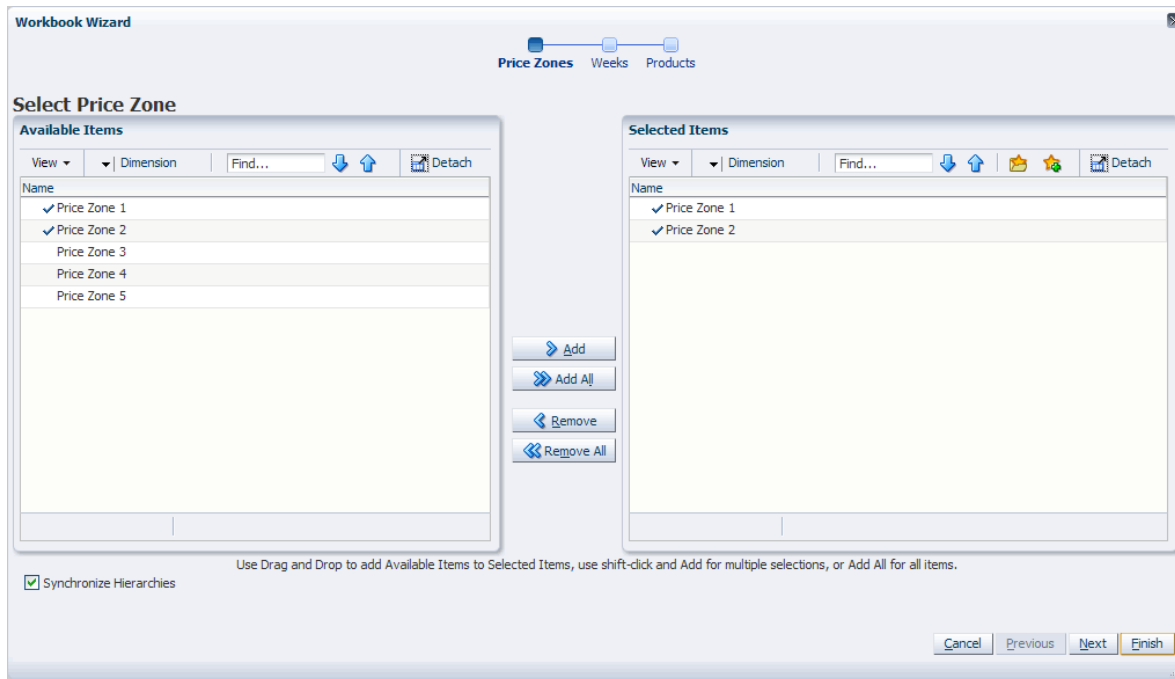 Workbook Wizard
Price Zones Weeks Products
Select Price Zone
Available Items
View Dimension Find... Detach
Name
Price Zone 1
Price Zone 2
Price Zone 3
Price Zone 4
Price Zone 5
Add
Add All
Remove
Remove All
Selected Items
View Dimension Find... Detach
Name
Price Zone 1
Price Zone 2
Use Drag and Drop to add Available Items to Selected Items, use shift-click and Add for multiple selections, or Add All for all items.
Synchronize Hierarchies
Cancel Previous Next Finish